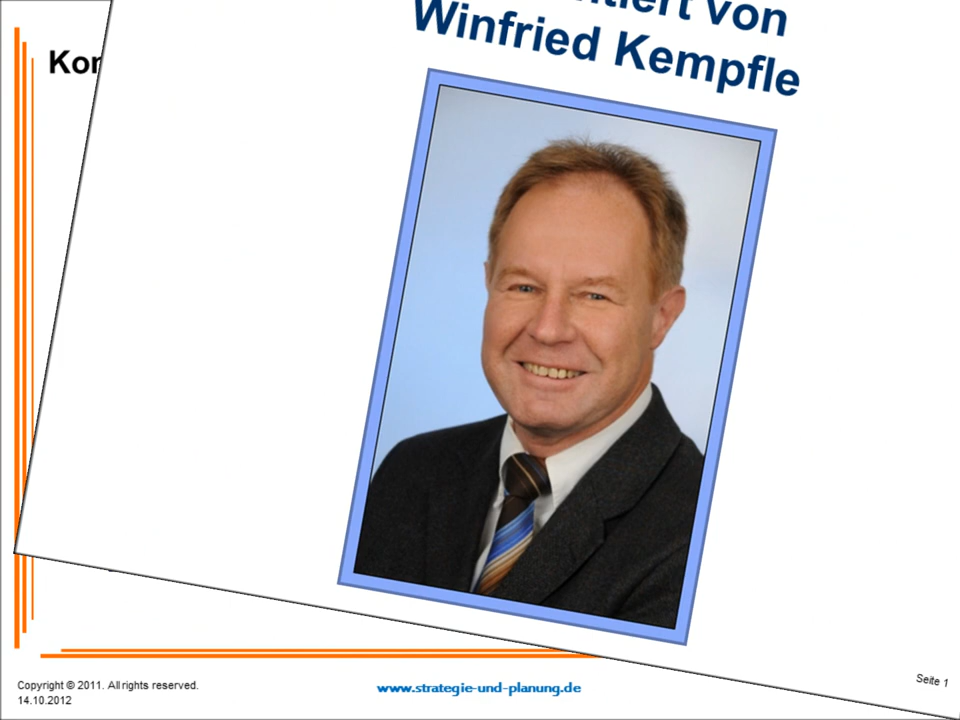 von
Winfried Kempfle
Copyright © 2011. All rights reserved.
14.10.2012
www.strategie-und-planung.de
Seite 1